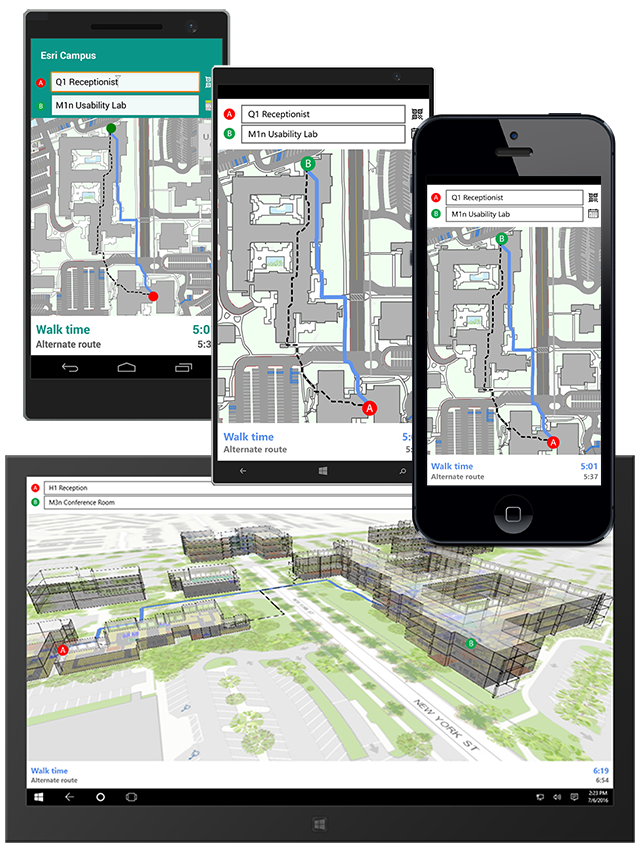 Esri Campus
A
Q1 Receptionist
B
M1n Usability Lab
Walk time
5:0
Alternate route
5:3
A
Q1 Receptionist
B
M1n Usability Lab
B
A
Walk time
5:
Alternate route
A
Q1 Receptionist
B
M1n Usability Lab
B
A
Walk time
5:01
Alternate route
5:37
A
H1 Reception
B
M3n Conference Room
A
B
NEW YORK ST
Walk time
6:19
Alternate route
6:54
2:23 PM
7/6/2016